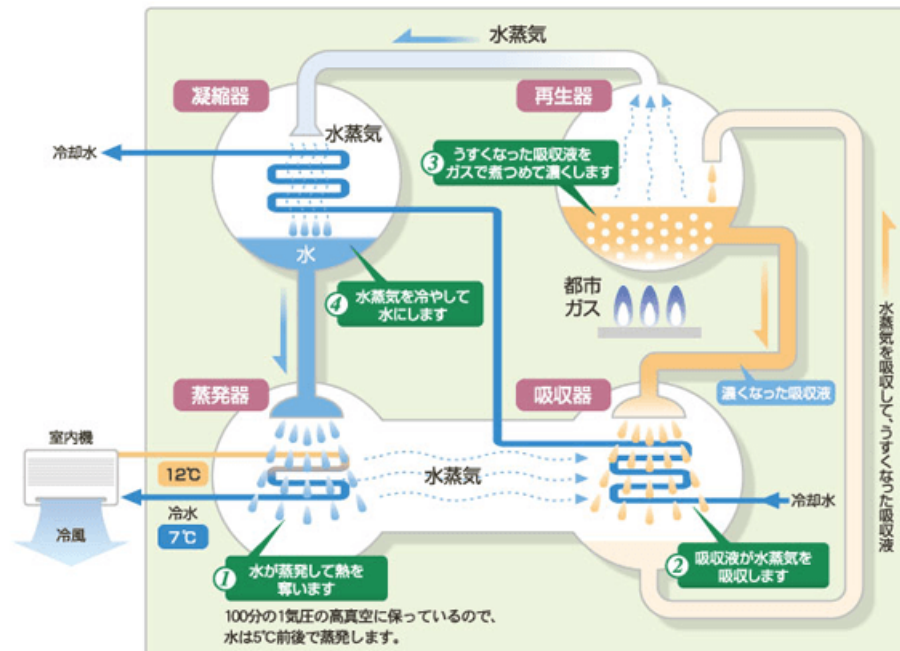 水蒸気
凝縮器
再生器
水蒸気
冷却水
③
うすくなった吸収液を
ガスで煮つめて濃くします
水
④
水蒸気を冷やして
水にします
都市
ガス
水蒸気を吸収して、うすくなった吸収液
蒸発器
吸収器
濃くなった吸収液
室内機
12℃
水蒸気
冷却水
冷水
7℃
冷風
①
水が蒸発して熱を
奪います
②
吸収液が水蒸気を
吸収します
100分の1気圧の高真空に保っているので、
水は5℃前後で蒸発します。